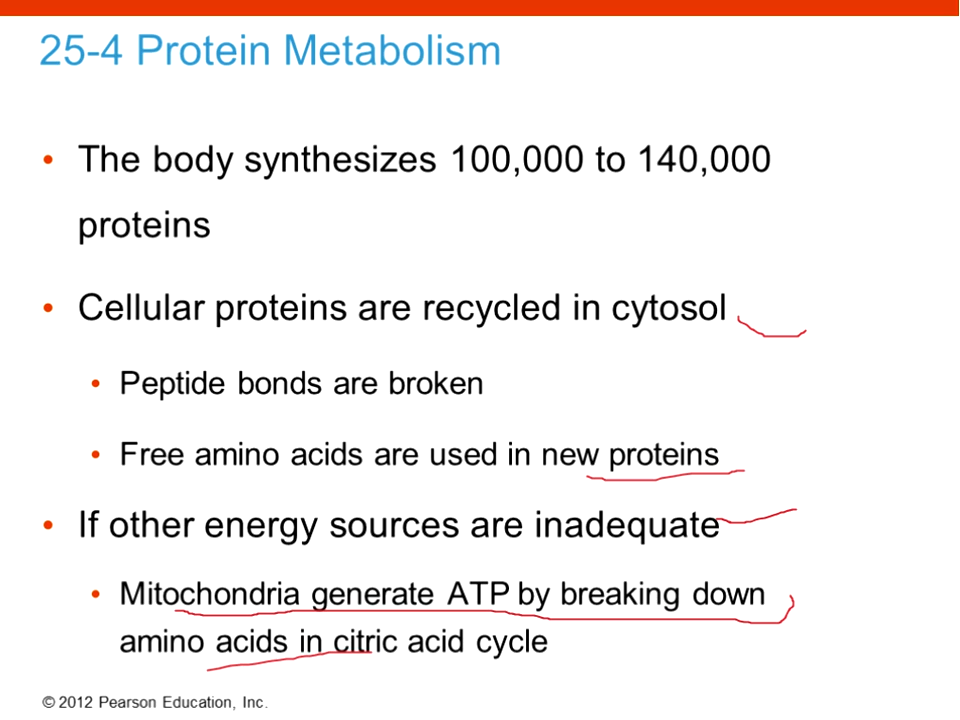 25-4 Protein Metabolism
• The body synthesizes 100,000 to 140,000
proteins
• Cellular proteins are recycled in cytosol
• Peptide bonds are broken
• Free amino acids are used in new proteins
• If other energy sources are inadequate
• Mitochondria generate ATP by breaking down
amino acids in citric acid cycle
© 2012 Pearson Education, Inc.